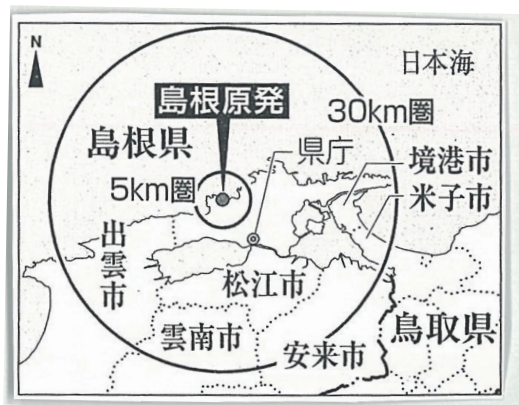 N
日本海
島根原発
30km圏
島根県
県庁
境港市
5km圏
米子市
出雲市
松江市
雲南市
安来市
鳥取県